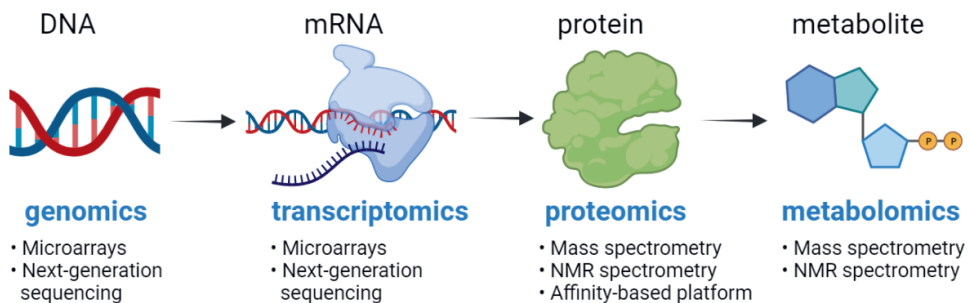 DNA
mRNA
protein
metabolite
P P
genomics
transcriptomics
proteomics
metabolomics
• Microarrays
• Next-generation
sequencing
• Microarrays
• Next-generation
sequencing
• Mass spectrometry
• NMR spectrometry
• Affinity-based platform
• Mass spectrometry
• NMR spectrometry